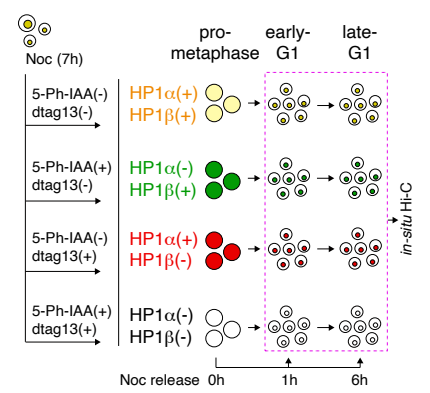 pro-
metaphase
early-
G1
late-
G1
Noc (7h)
5-Ph-IAA(-)
dtag13(-)
HP1α(+)
HP1β(+)
5-Ph-IAA(+)
dtag13(-)
HP1α(-)
HP1β(+)
5-Ph-IAA(-)
dtag13(+)
HP1α(+)
HP1β(-)
5-Ph-IAA(+)
dtag13(+)
HP1α(-)
HP1β(-)
in-situ Hi-C
Noc release 0h 1h 6h